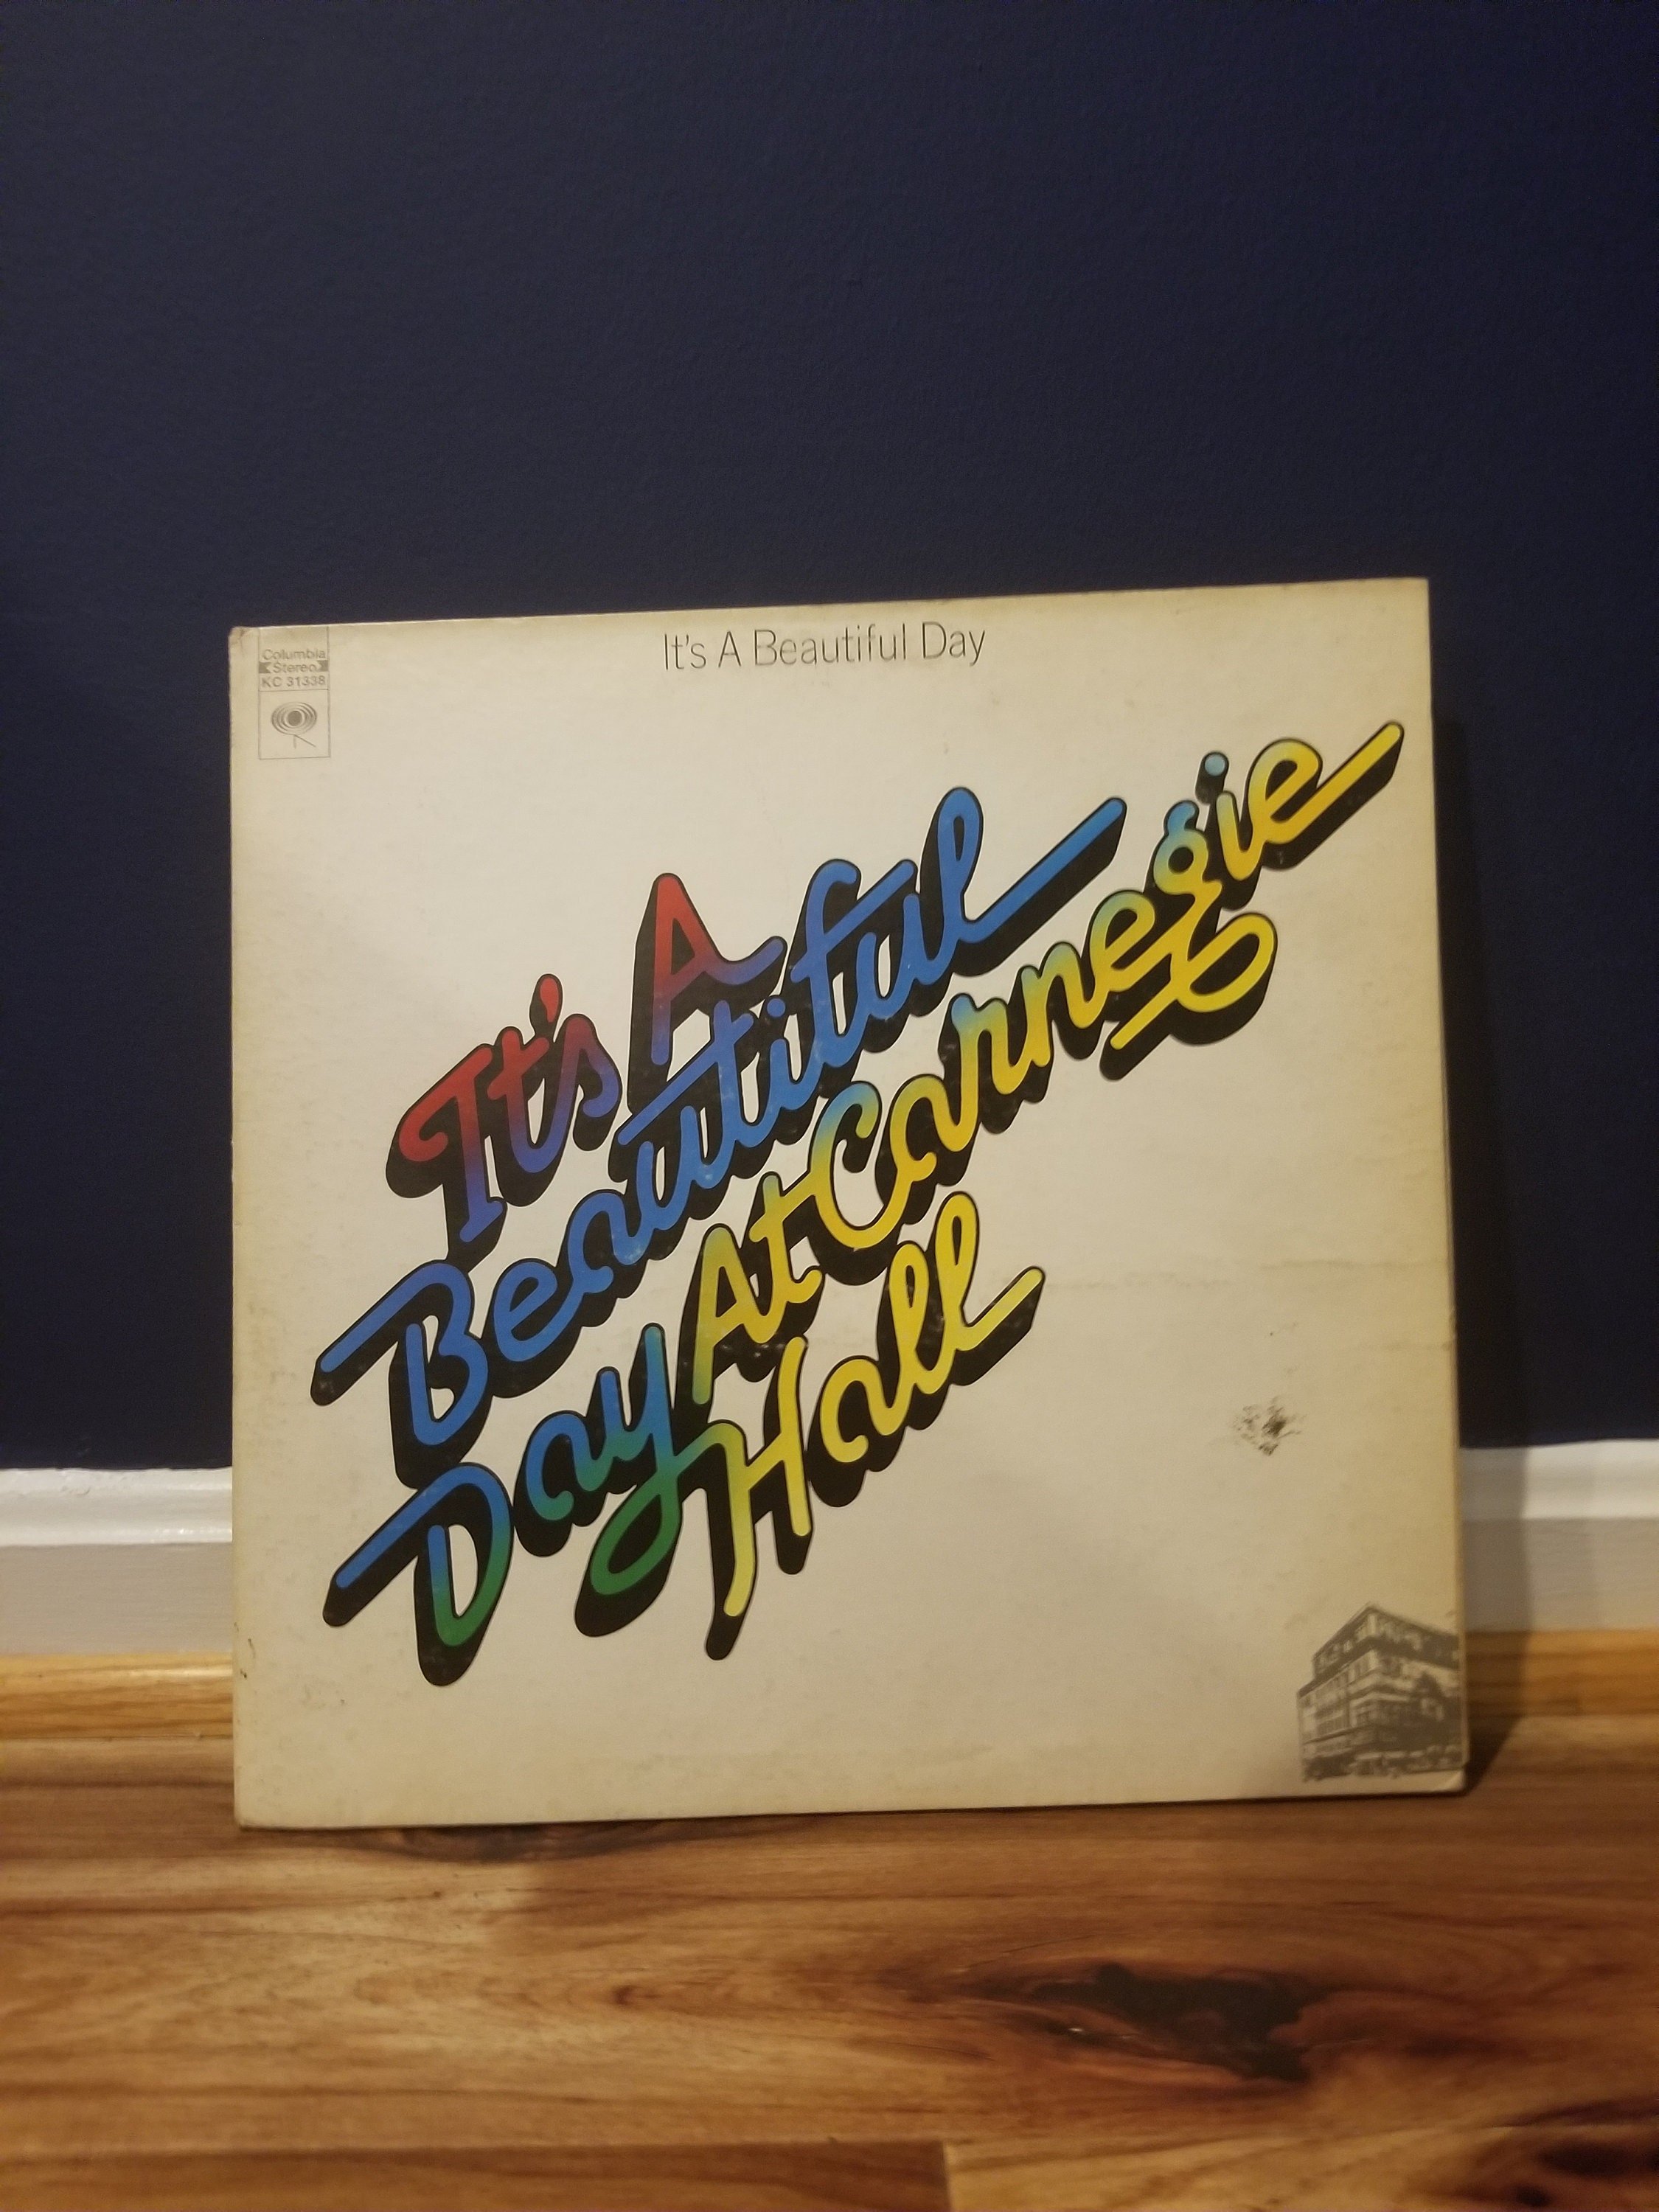 Columbia
Stereo
KC 31338
It's A Beautiful Day
It's A
Beautiful
Day At Carnegie
Hall